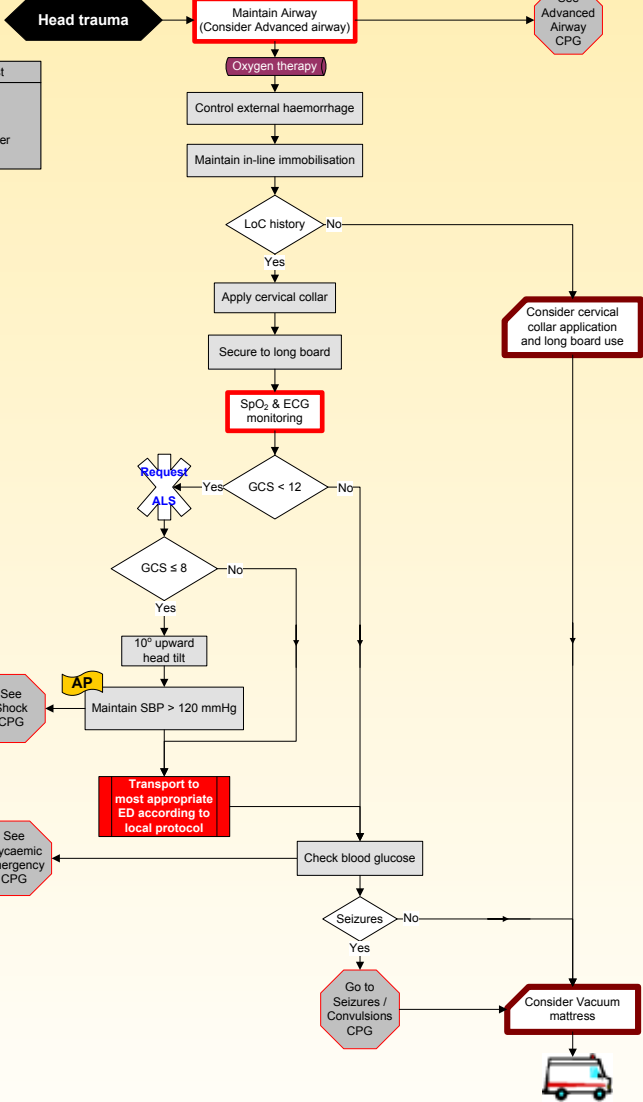 Head trauma
Maintain Airway
(Consider Advanced airway)
See
Advanced
Airway
CPG
Oxygen therapy
Control external haemorrhage
Maintain in-line immobilisation
LoC history
No
Yes
Apply cervical collar
Consider cervical
collar application
and long board use
Secure to long board
SpO₂ & ECG
monitoring
Request
ALS
Yes
GCS < 12
No
GCS ≤ 8
No
Yes
10° upward
head tilt
AP
See
CPG
Maintain SBP > 120 mmHg
Transport to
most appropriate
ED according to
local protocol
See
CPG
Check blood glucose
Seizures
No
Yes
Go to
Seizures /
Convulsions
CPG
Consider Vacuum
mattress